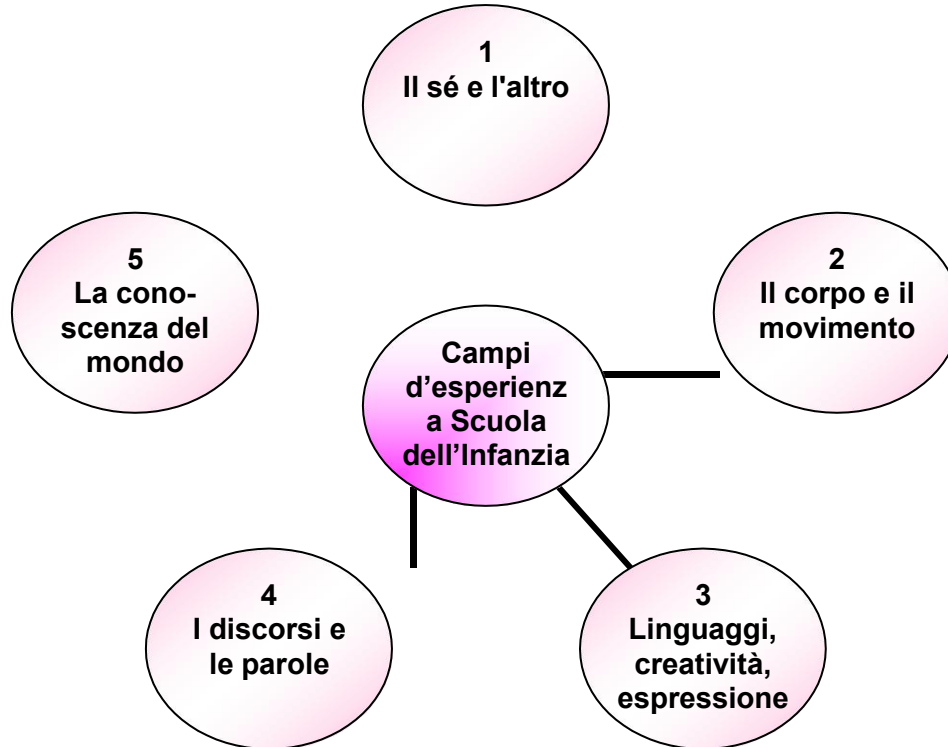 1
Il sé e l'altro
5
La cono-
scenza del
mondo
2
Il corpo e il
movimento
Campi
d’esperienz
a Scuola
dell’Infanzia
4
I discorsi e
le parole
3
Linguaggi,
creatività,
espressione